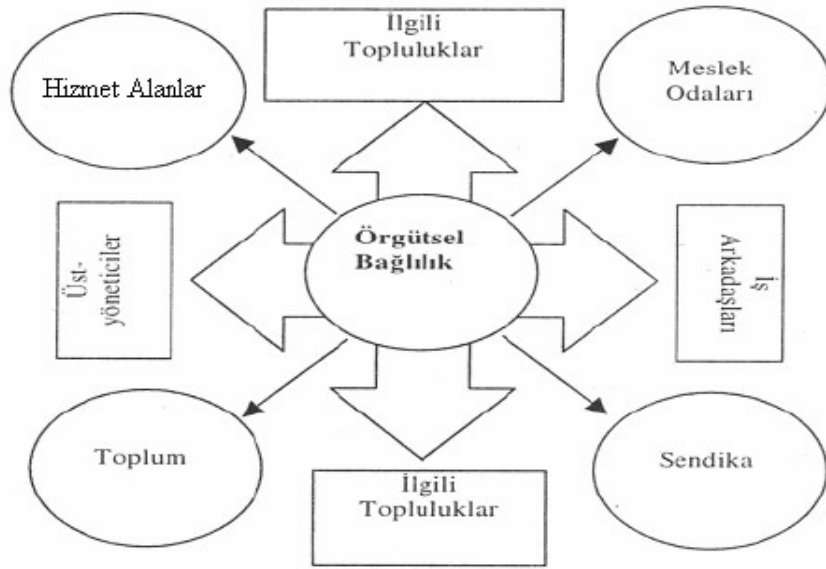 İlgili
Topluluklar
Hizmet Alanlar
Meslek
Odaları
Örgütsel
Bağlılık
Üst-
yöneticiler
İş
Arkadaşları
Toplum
Sendika
İlgili
Topluluklar